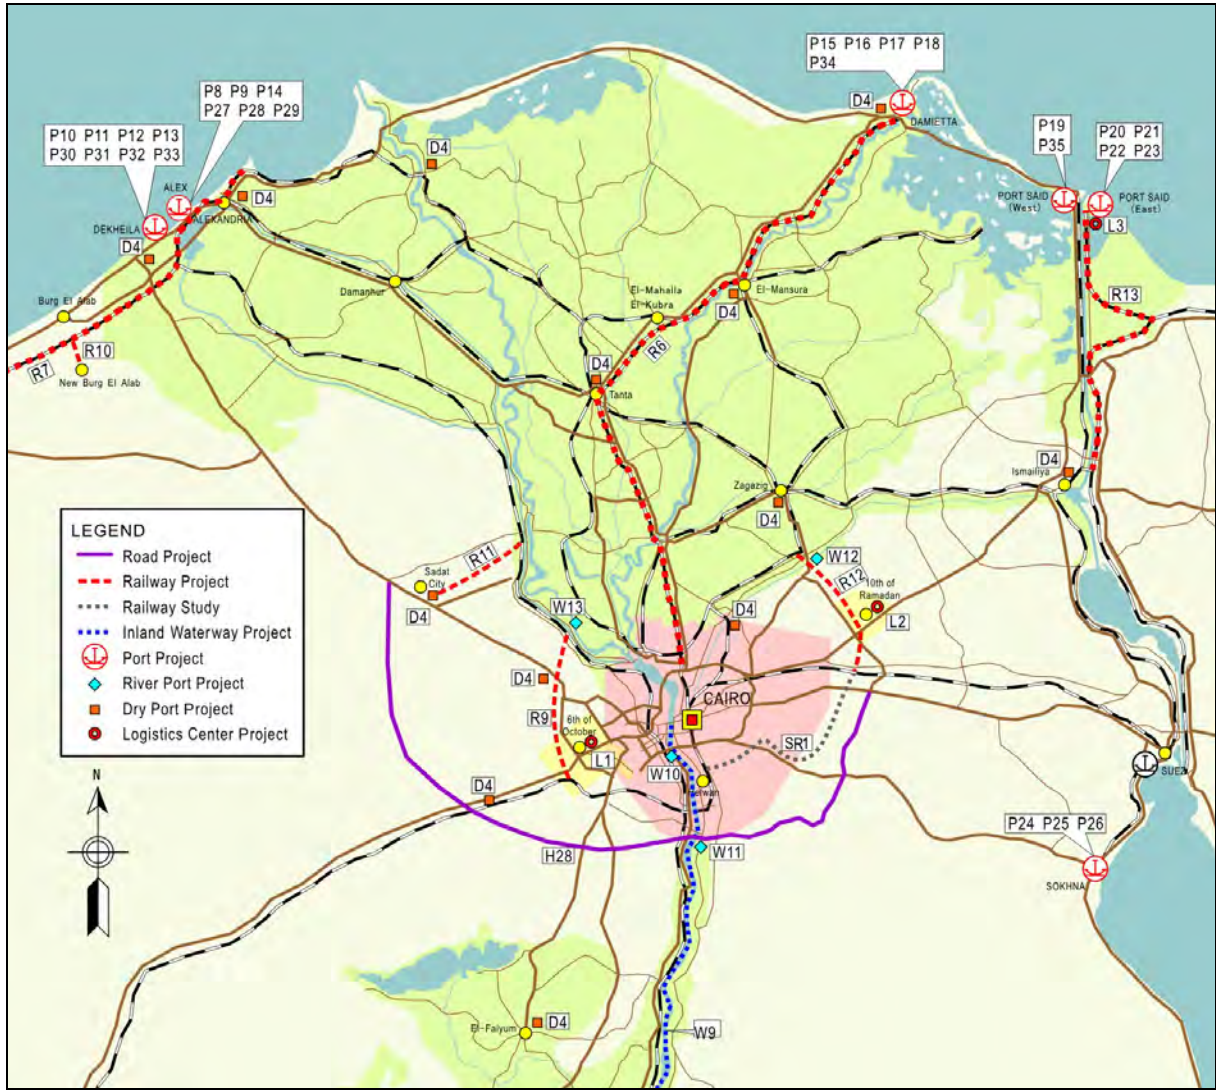 P15 P16 P17 P18
P34
P8 P9 P14
P27 P28 P29
D4
DAMIETTA
P10 P11 P12 P13
P30 P31 P32 P33
P19
P35
P20 P21
P22 P23
D4
ALEX
D4
ALEXANDRIA
DEKHEILA
D4
PORT SAID
(West)
PORT SAID
(East)
L3
Burg El Alab
Damanhur
El-Mahalla
El-Kubra
El-Mansura
D4
R13
R10
R7
New Burg El Alab
R6
D4
Tanta
Zagazig
D4
D4
Ismailiya
LEGEND
Road Project
Railway Project
Railway Study
Inland Waterway Project
Port Project
River Port Project
Dry Port Project
Logistics Center Project
R11
Sadat
City
D4
W13
W12
R12
10th of
Ramadan
L2
D4
D4
R9
6th of
October
L1
CAIRO
SR1
W10
Helwan
SUEZ
D4
H28
W11
P24 P25 P26
SOKHNA
N
El-Faiyum
D4
W9